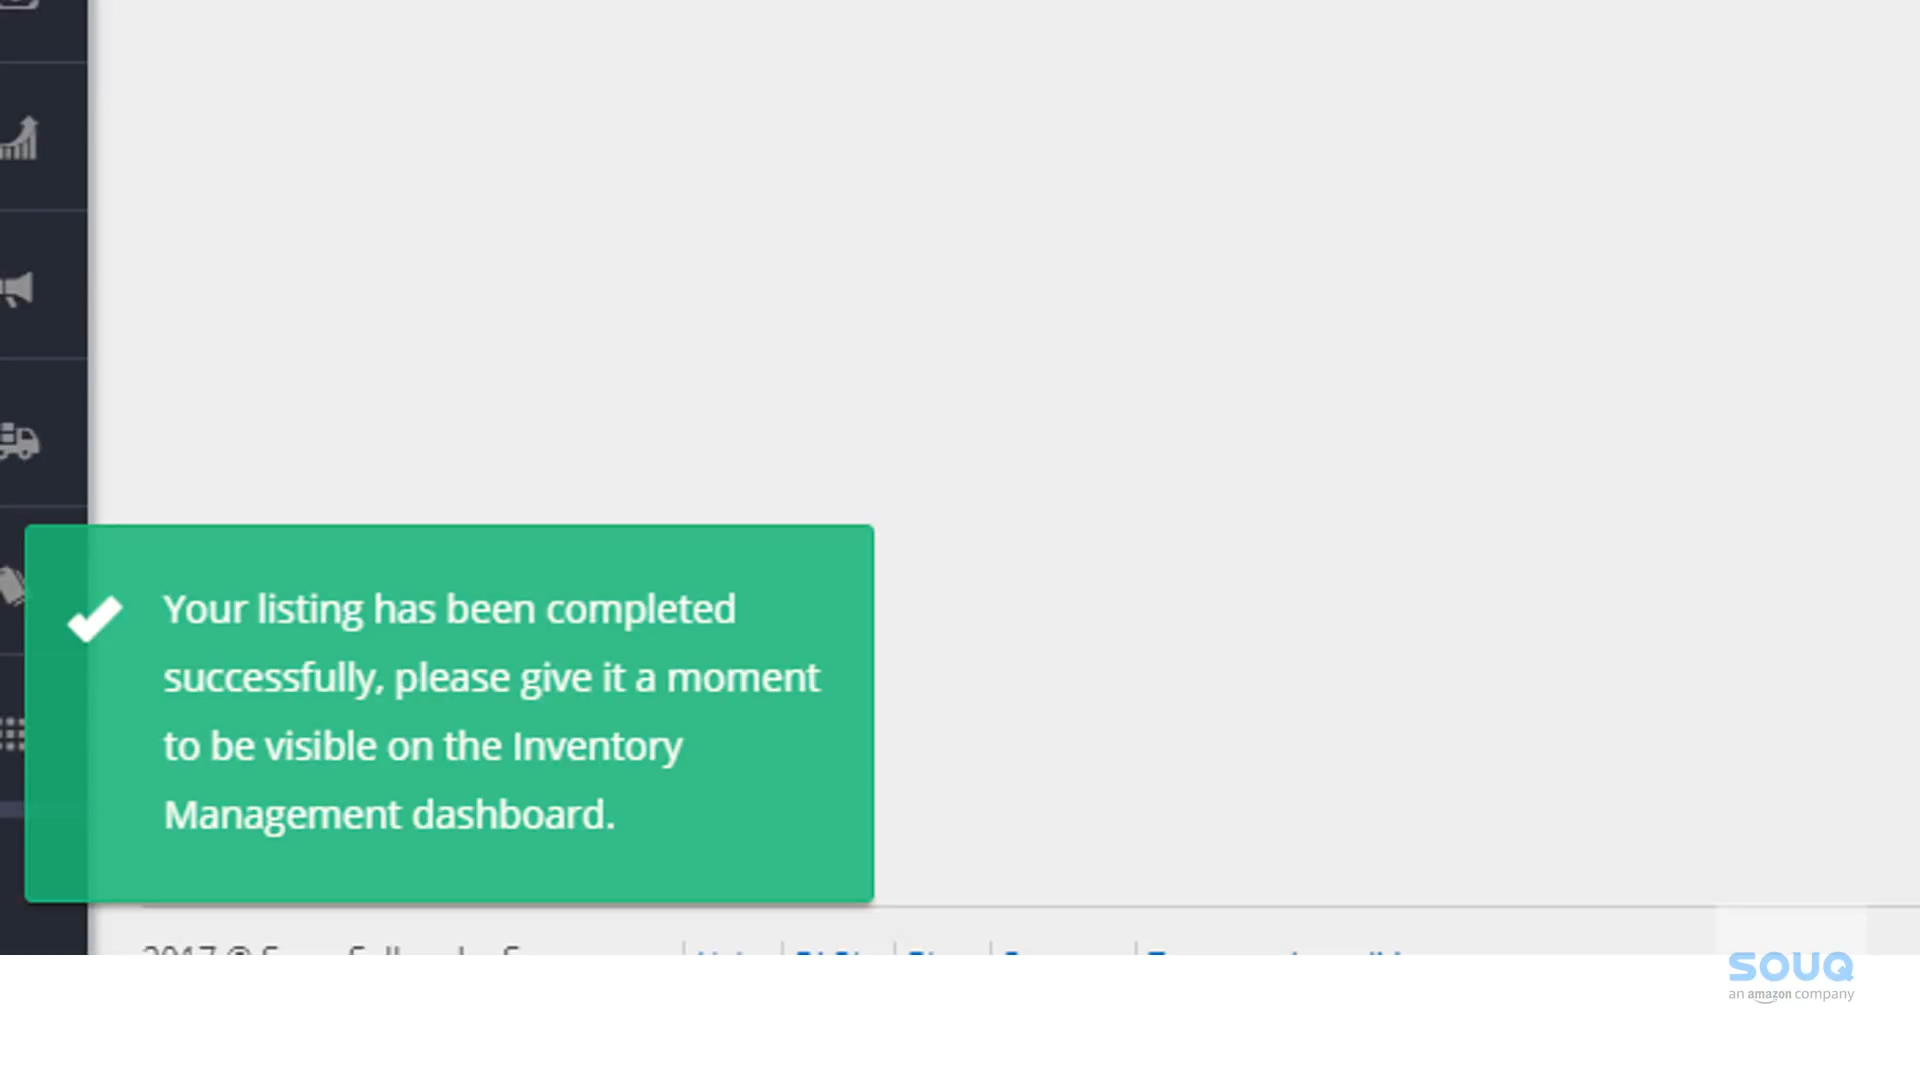 Your listing has been completed
successfully, please give it a moment
to be visible on the Inventory
Management dashboard.
2017 ©
SOUQ
an amazon company